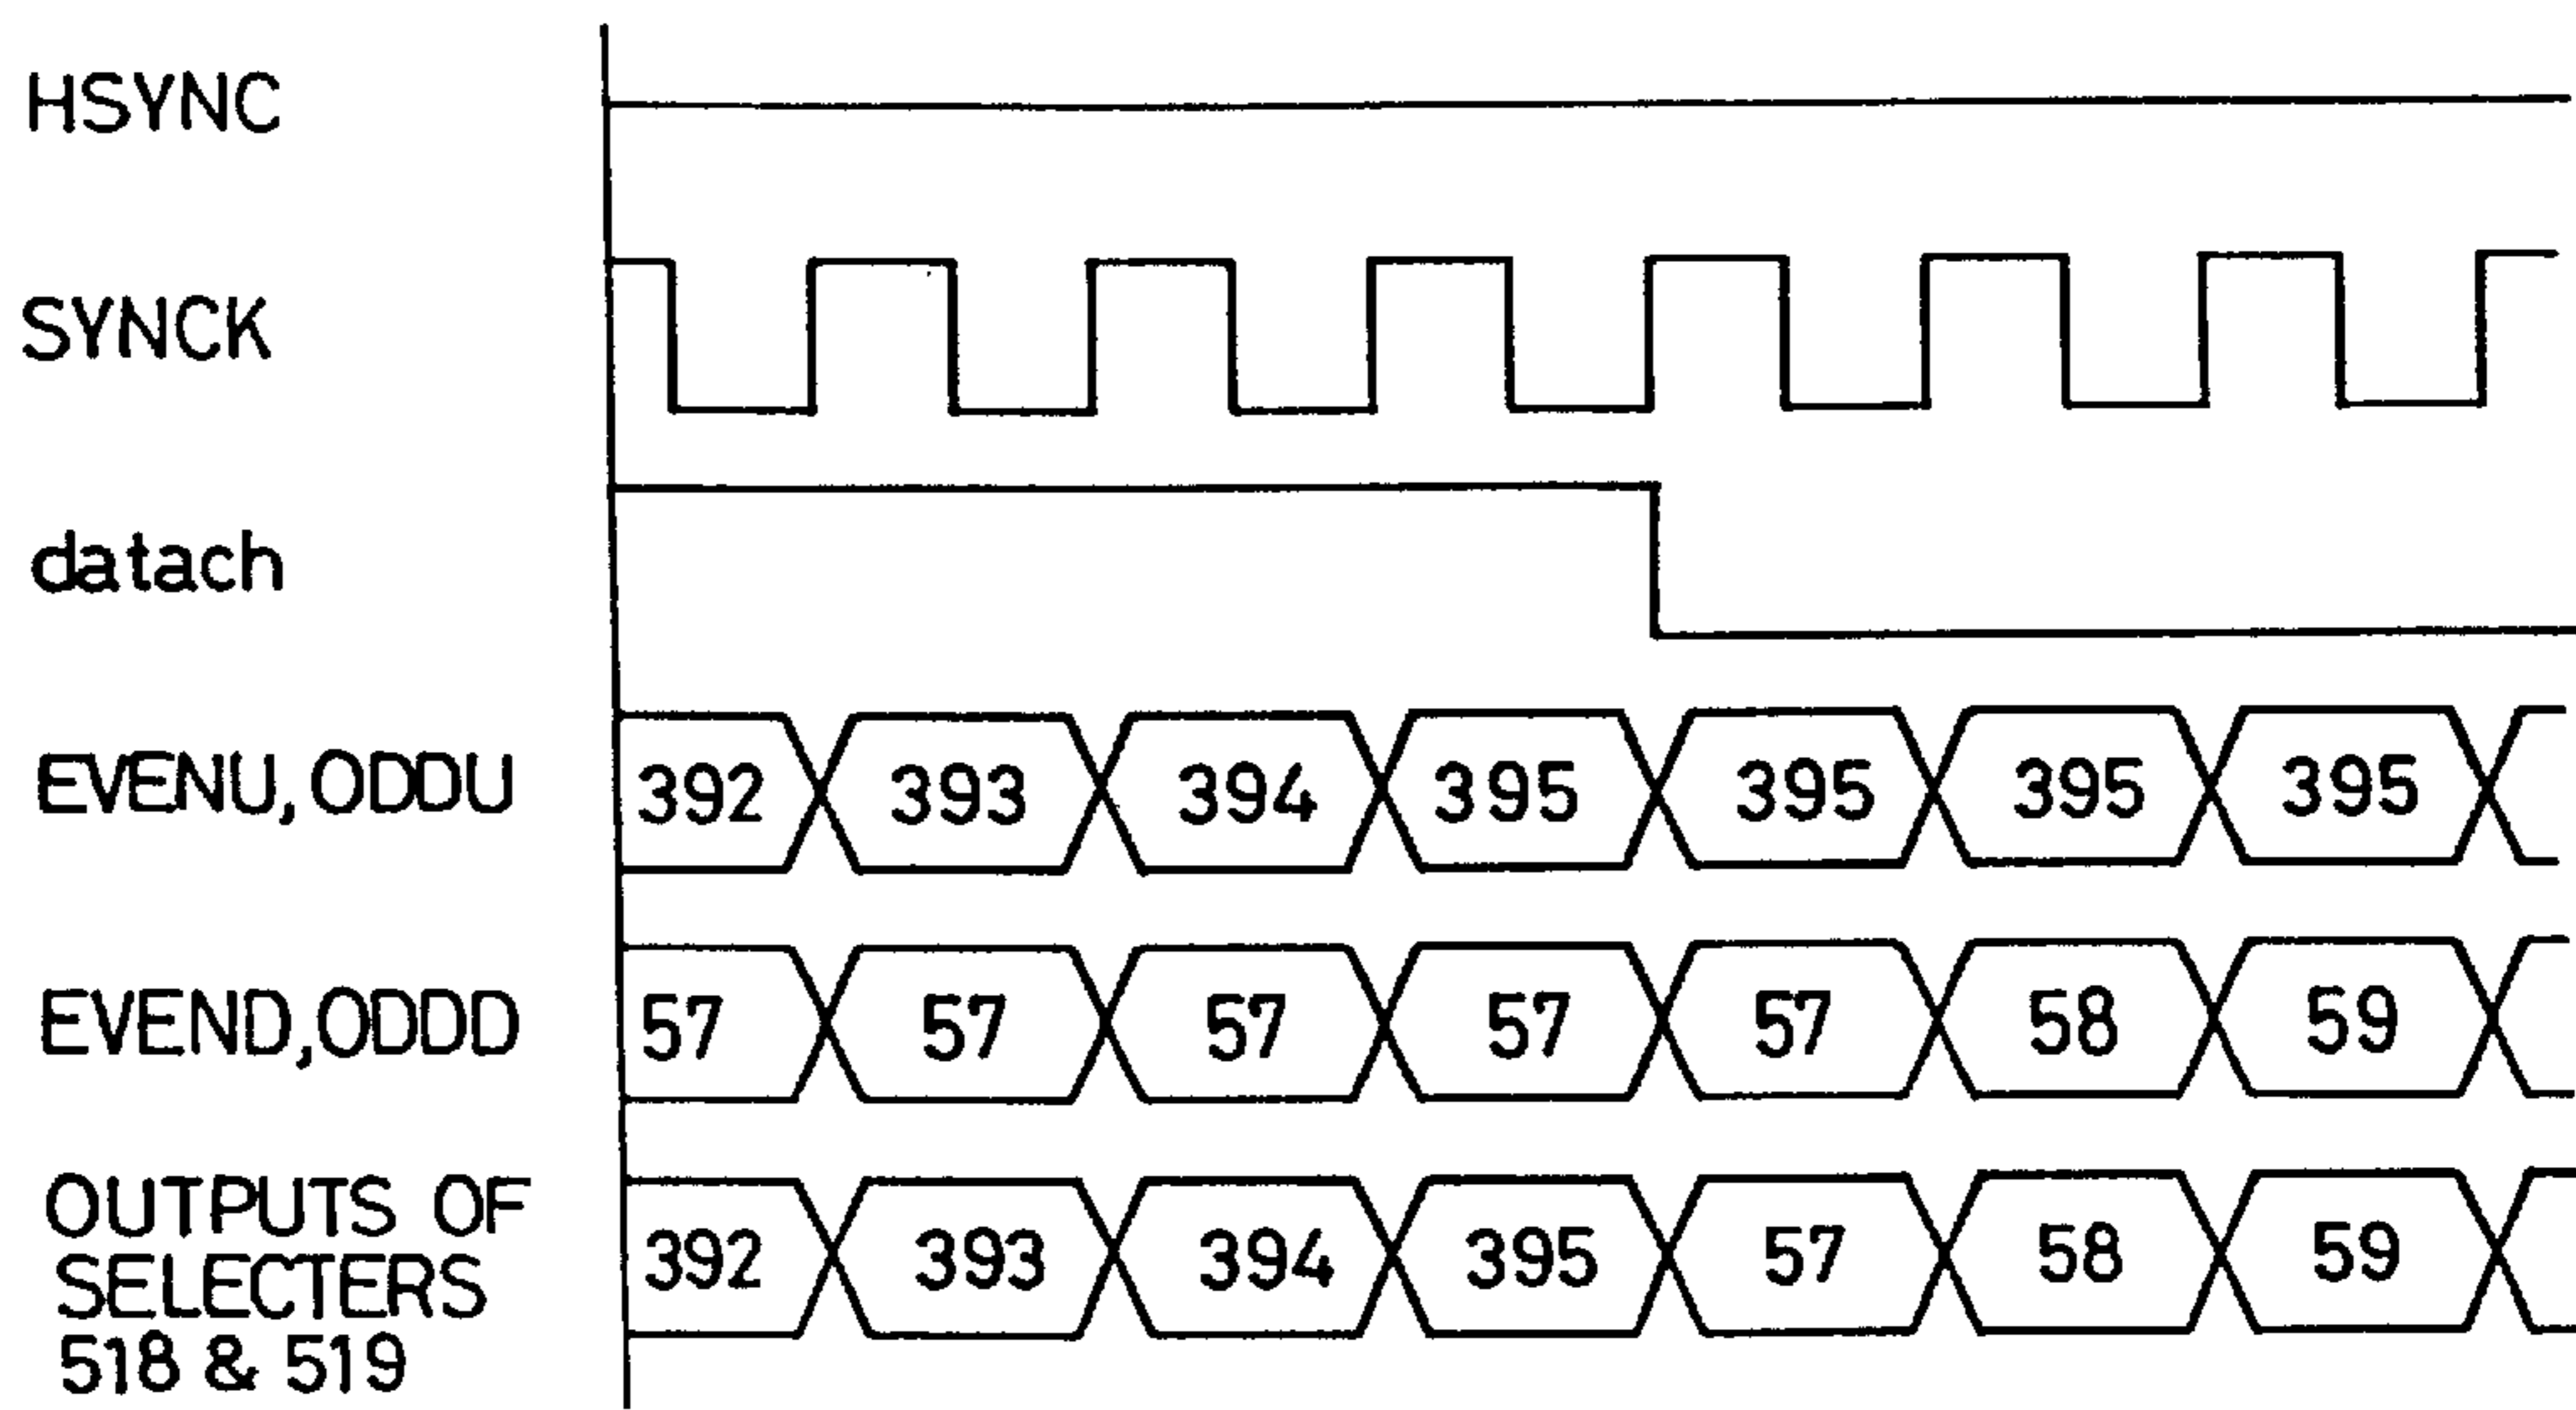 HSYNC
SYNCK
datach
EVENU, ODDU 392 393 394 395 395 395 395
EVEND,ODDD 57 57 57 57 57 58 59
OUTPUTS OF
SELECTERS
518 & 519
392 393 394 395 57 58 59